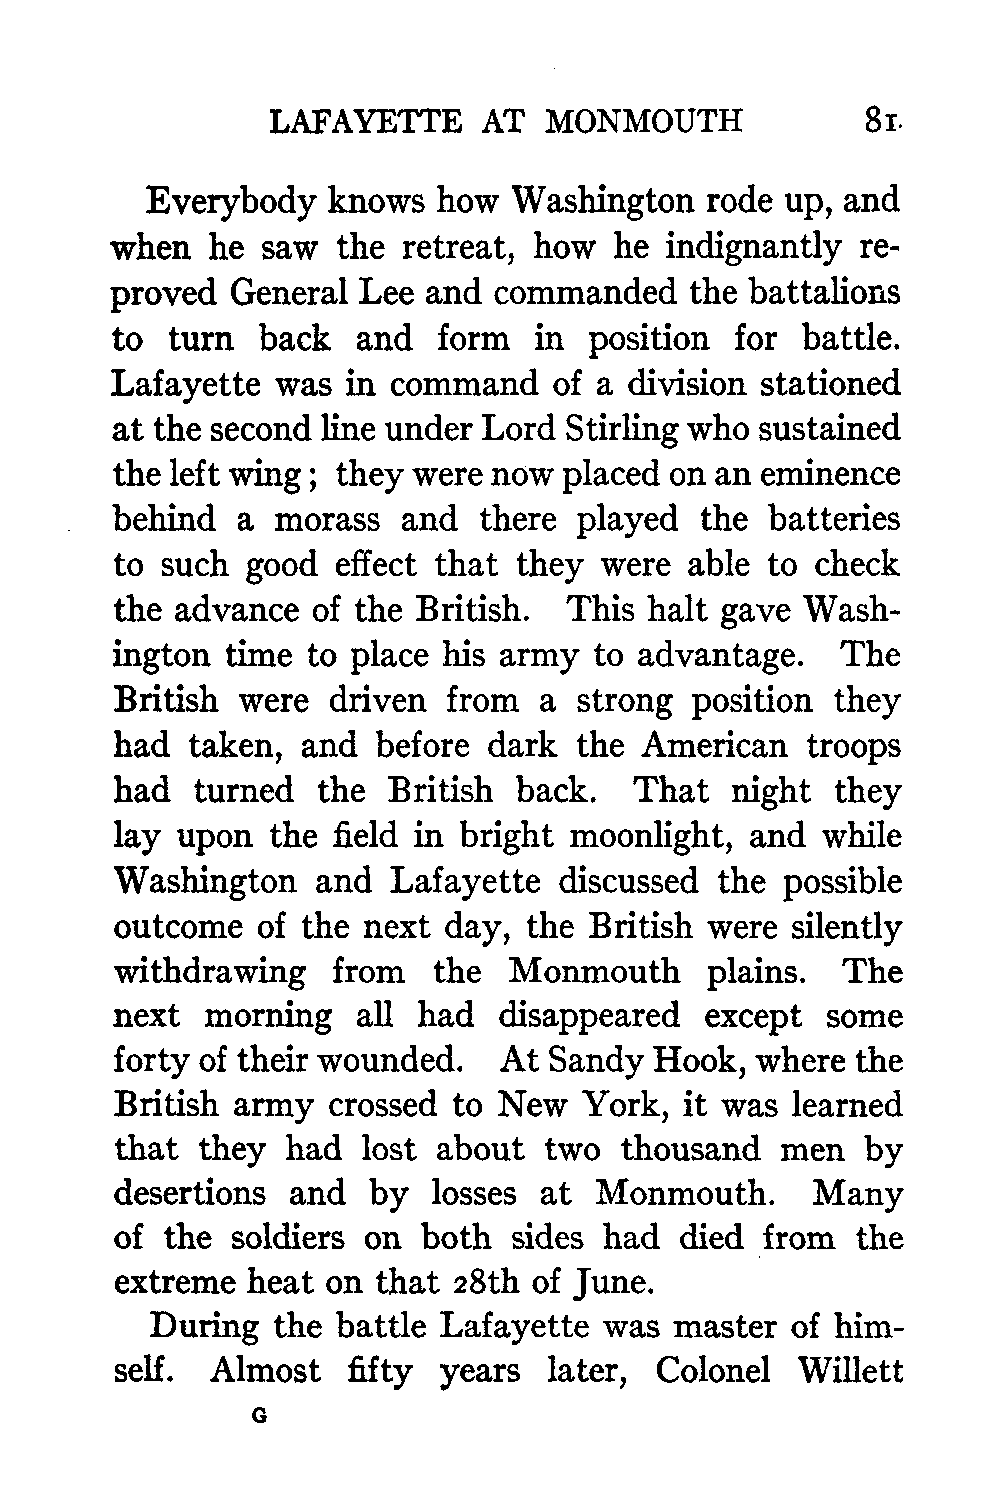 LAFAYETTE AT MONMOUTH 81.
Everybody knows how Washington rode up, and
when he saw the retreat, how he indignantly re-
proved General Lee and commanded the battalions
to turn back and form in position for battle.
Lafayette was in command of a division stationed
at the second line under Lord Stirling who sustained
the left wing; they were now placed on an eminence
behind a morass and there played the batteries
to such good effect that they were able to check
the advance of the British. This halt gave Wash-
ington time to place his army to advantage. The
British were driven from a strong position they
had taken, and before dark the American troops
had turned the British back. That night they
lay upon the field in bright moonlight, and while
Washington and Lafayette discussed the possible
outcome of the next day, the British were silently
withdrawing from the Monmouth plains. The
next morning all had disappeared except some
forty of their wounded. At Sandy Hook, where the
British army crossed to New York, it was learned
that they had lost about two thousand men by
desertions and by losses at Monmouth. Many
of the soldiers on both sides had died from the
extreme heat on that 28th of June.
During the battle Lafayette was master of him-
self. Almost fifty years later, Colonel Willett
G